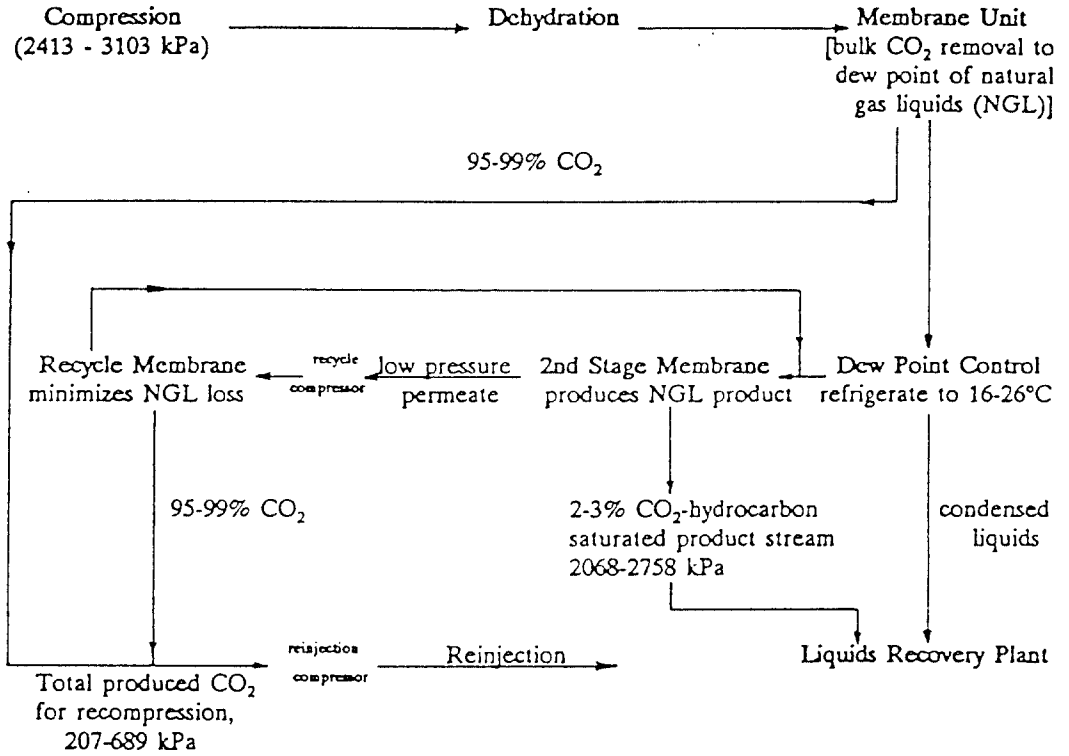 Compression
(2413 - 3103 kPa)
Dehydration
Membrane Unit
[bulk CO₂ removal to
dew point of natural
gas liquids (NGL)]
95-99% CO₂
Recycle Membrane
minimizes NGL loss
recycle
compressor
low pressure
permeate
2nd Stage Membrane
produces NGL product
Dew Point Control
refrigerate to 16-26°C
95-99% CO₂
2-3% CO₂-hydrocarbon
saturated product stream
2068-2758 kPa
condensed
liquids
reinjection
compressor
Reinjection
Liquids Recovery Plant
Total produced CO₂
for recompression,
207-689 kPa